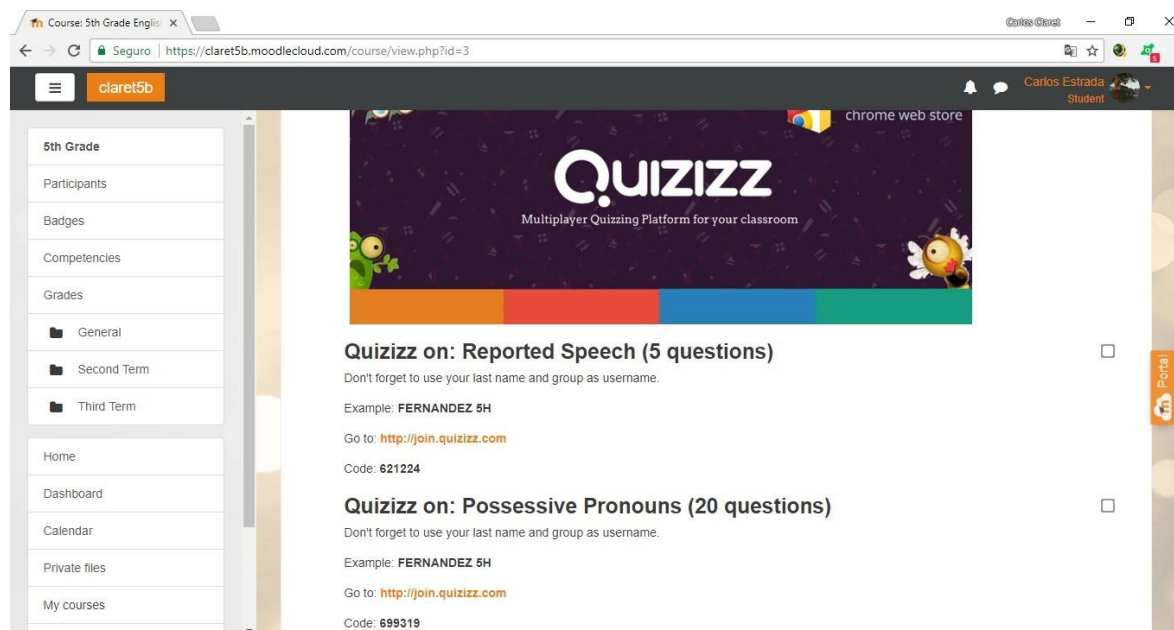 Course: 5th Grade Englis
Carlos Claret
Seguro | https://claret5b.moodlecloud.com/course/view.php?id=3
claret5b
Carlos Estrada
Student
5th Grade
Participants
Badges
Competencies
Grades
General
Second Term
Third Term
Home
Dashboard
Calendar
Private files
My courses
chrome web store
QUIZIZZ
Multiplayer Quizzing Platform for your classroom
Quizizz on: Reported Speech (5 questions)
Don't forget to use your last name and group as username.
Example: FERNANDEZ 5H
Go to: http://join.quizizz.com
Code: 621224
Quizizz on: Possessive Pronouns (20 questions)
Don't forget to use your last name and group as username.
Example: FERNANDEZ 5H
Go to: http://join.quizizz.com
Code: 699319
Portal
5